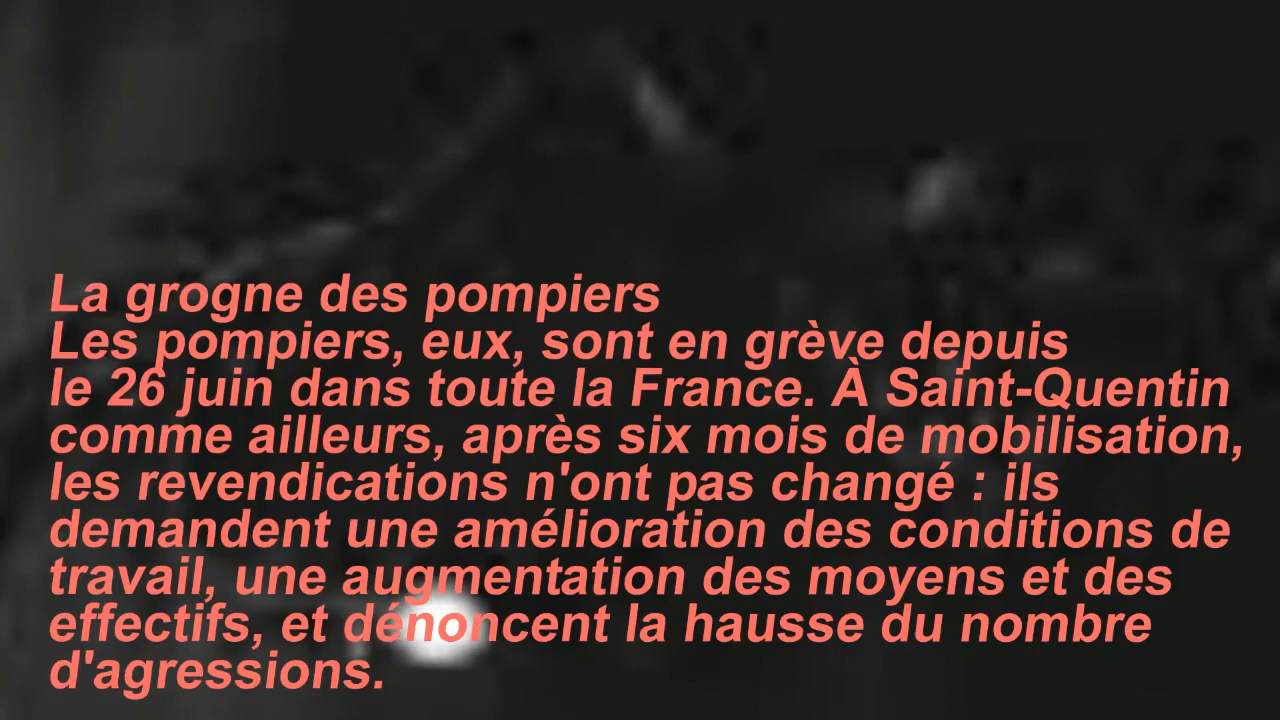 La grogne des pompiers
Les pompiers, eux, sont en grève depuis
le 26 juin dans toute la France. À Saint-Quentin
comme ailleurs, après six mois de mobilisation,
les revendications n'ont pas changé : ils
demandent une amélioration des conditions de
travail, une augmentation des moyens et des
effectifs, et dénoncent la hausse du nombre
d'agressions.